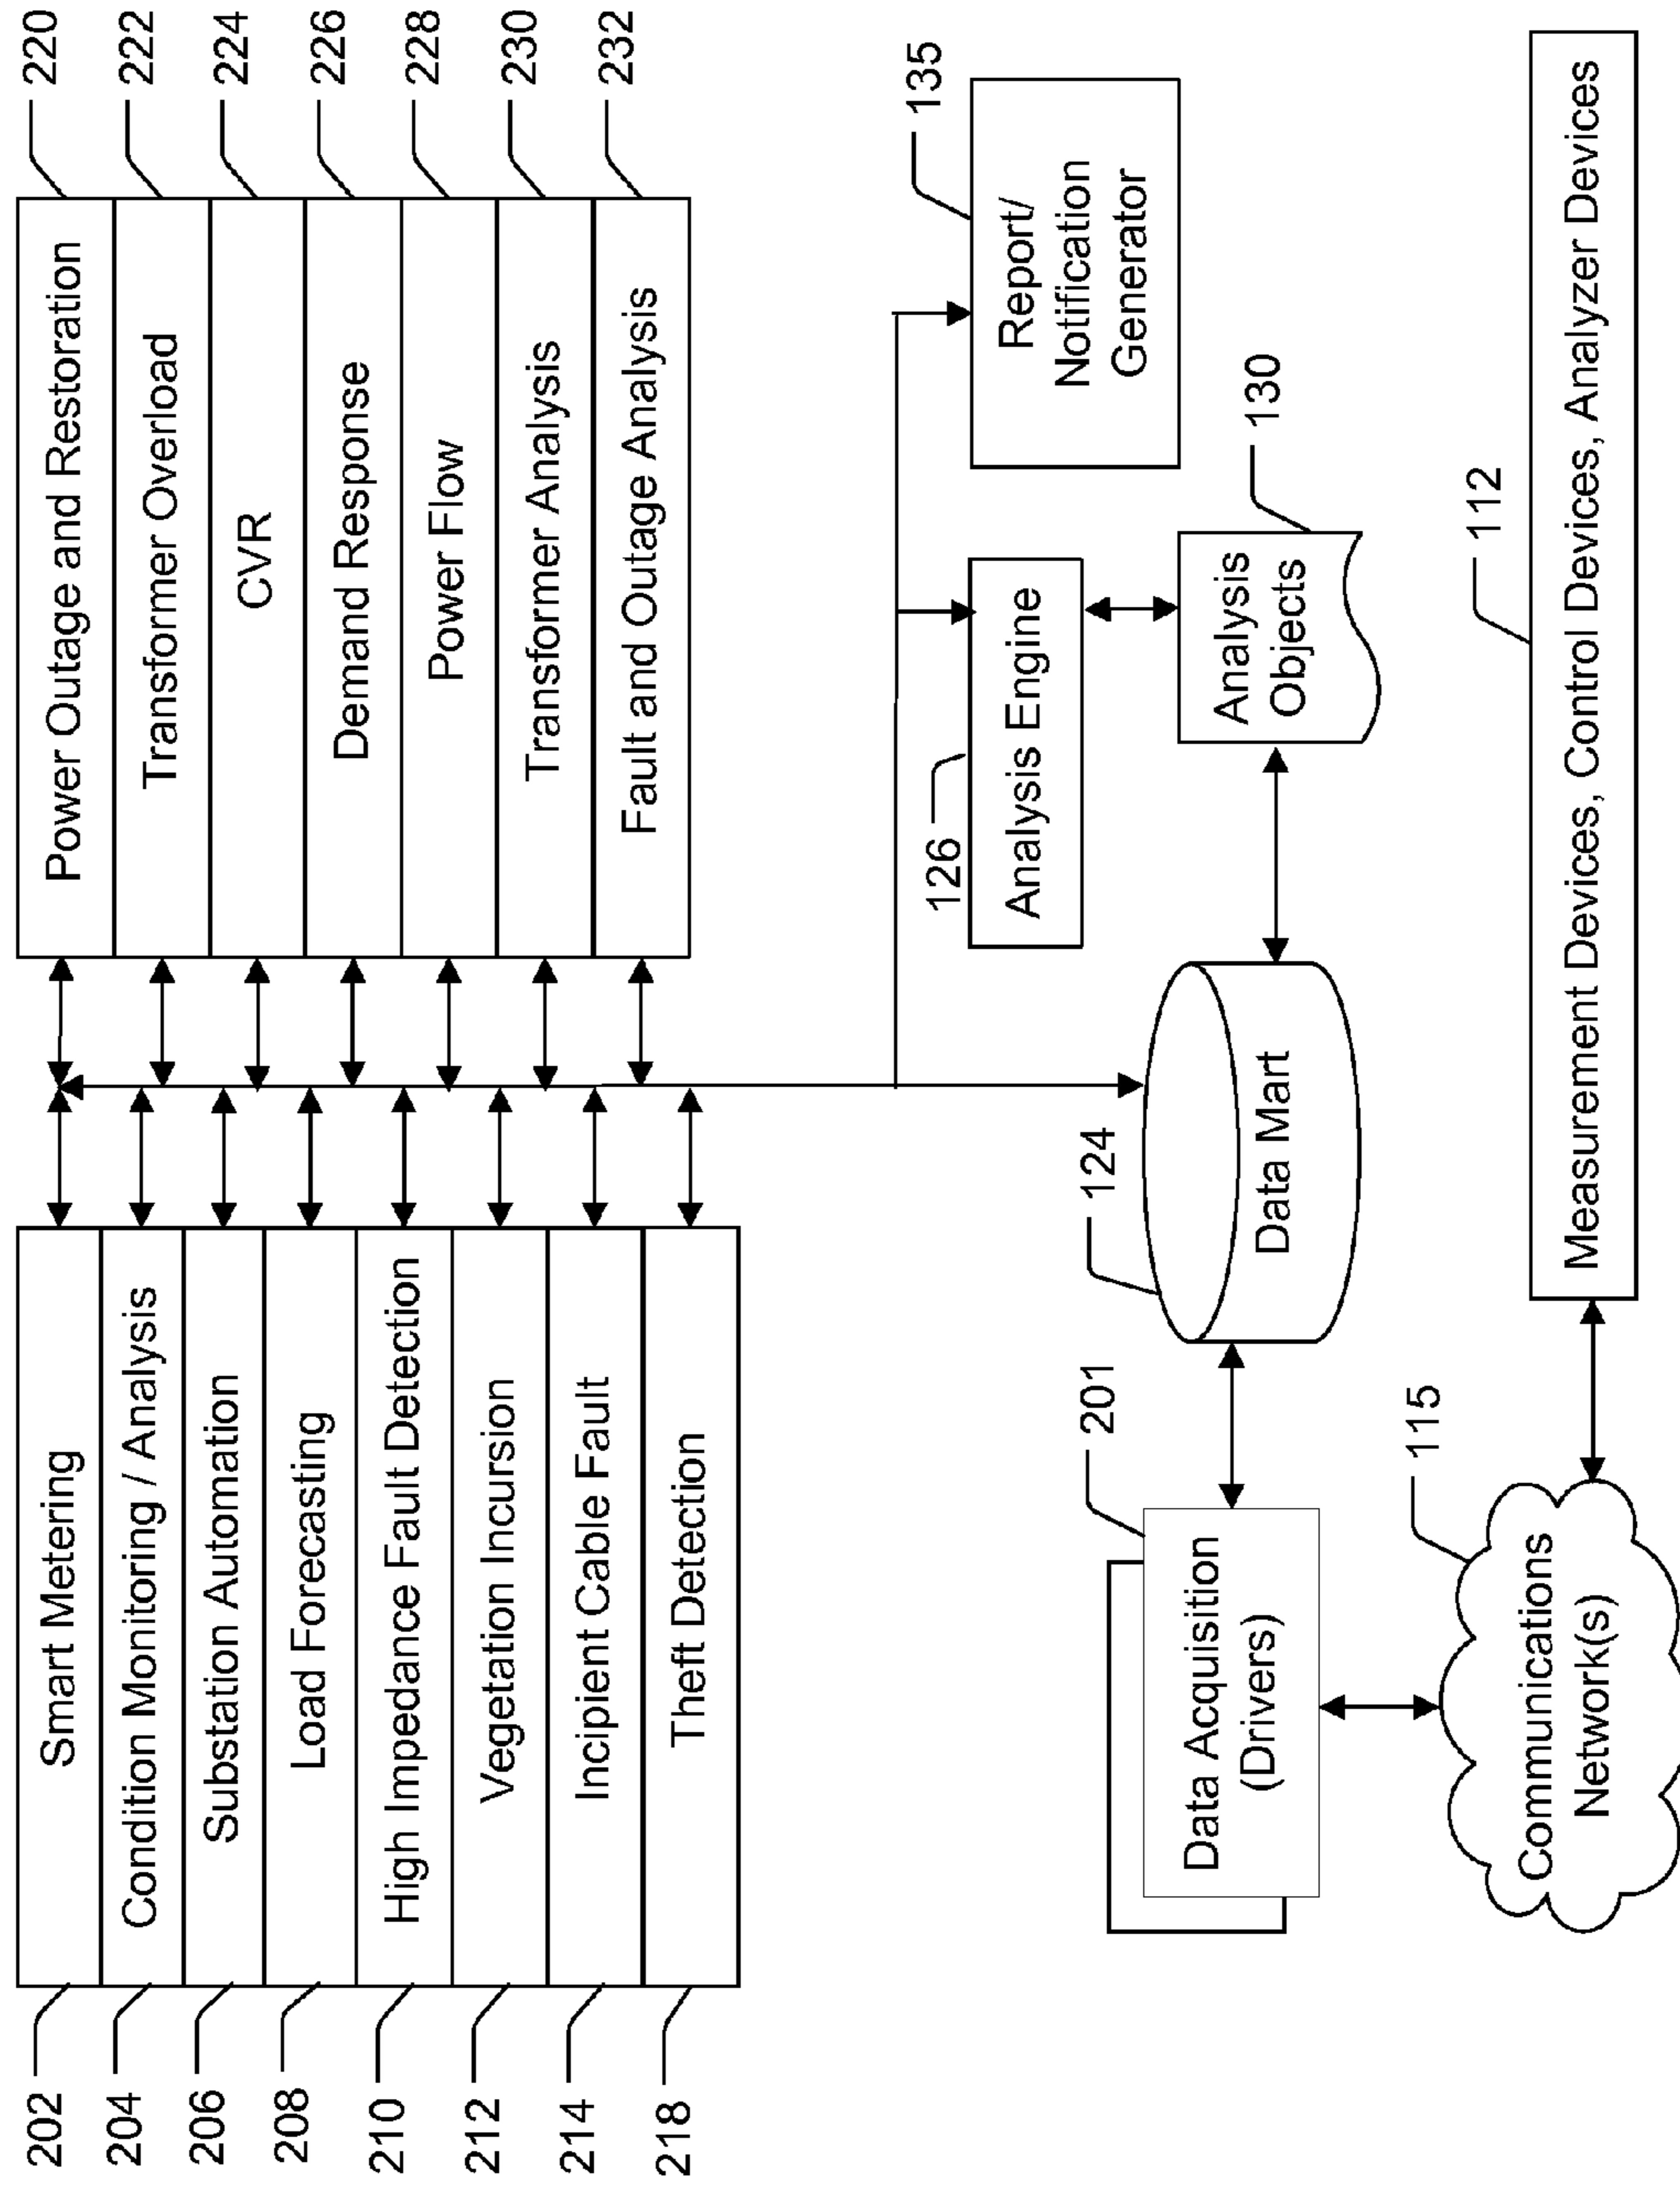 202
Smart Metering
Power Outage and Restoration
220
204
Condition Monitoring / Analysis
Transformer Overload
222
206
Substation Automation
CVR
224
208
Load Forecasting
Demand Response
226
210
High Impedance Fault Detection
Power Flow
228
212
Vegetation Incursion
Transformer Analysis
230
214
Incipient Cable Fault
Fault and Outage Analysis
232
218
Theft Detection
201
Data Acquisition
(Drivers)
124
Data Mart
126
Analysis Engine
135
Report/
Notification
Generator
Analysis
Objects
130
115
Communications
Network(s)
112
Measurement Devices, Control Devices, Analyzer Devices